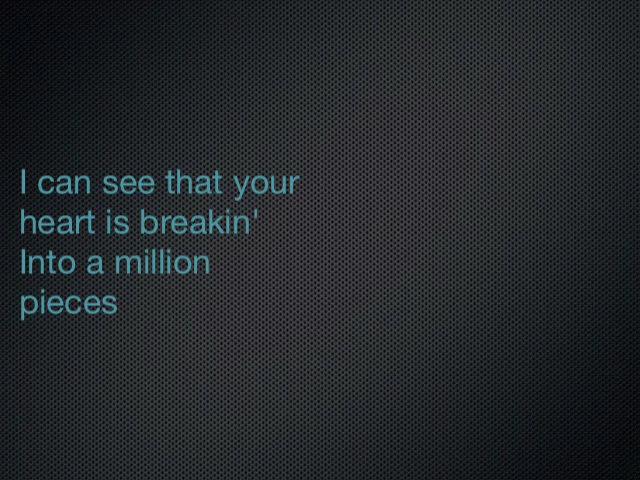 I can see that your
heart is breakin'
Into a million
pieces